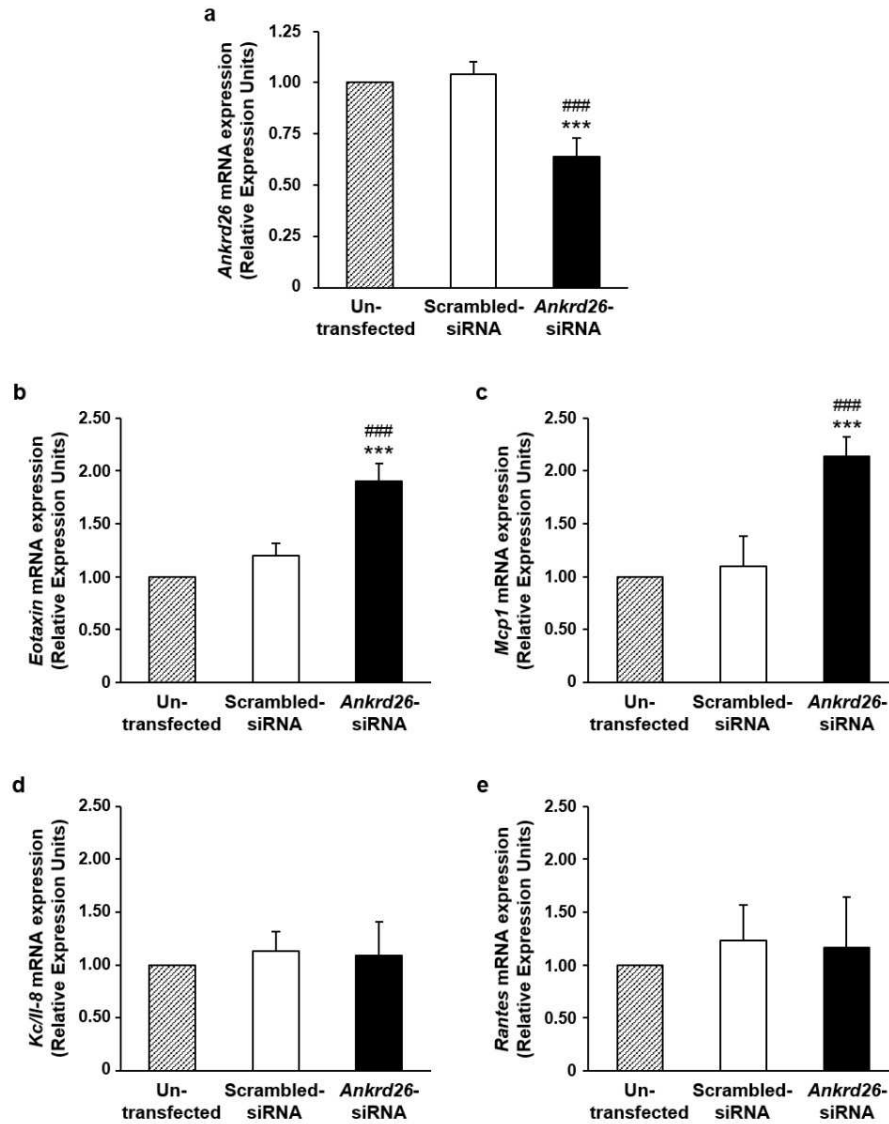 a
Ankrd26 mRNA expression
(Relative Expression Units)
1.25
1.00
0.75
0.50
0.25
0
###
***
Un-
transfected
Scrambled-
siRNA
Ankrd26-
siRNA
b
Eotaxin mRNA expression
(Relative Expression Units)
2.50
2.00
1.50
1.00
0.50
0
###
***
Un-
transfected
Scrambled-
siRNA
Ankrd26-
siRNA
c
Mcp1 mRNA expression
(Relative Expression Units)
2.50
2.00
1.50
1.00
0.50
0
###
***
Un-
transfected
Scrambled-
siRNA
Ankrd26-
siRNA
d
Kc/Il-8 mRNA expression
(Relative Expression Units)
2.50
2.00
1.50
1.00
0.50
0
Un-
transfected
Scrambled-
siRNA
Ankrd26-
siRNA
e
Rantes mRNA expression
(Relative Expression Units)
2.50
2.00
1.50
1.00
0.50
0
Un-
transfected
Scrambled-
siRNA
Ankrd26-
siRNA